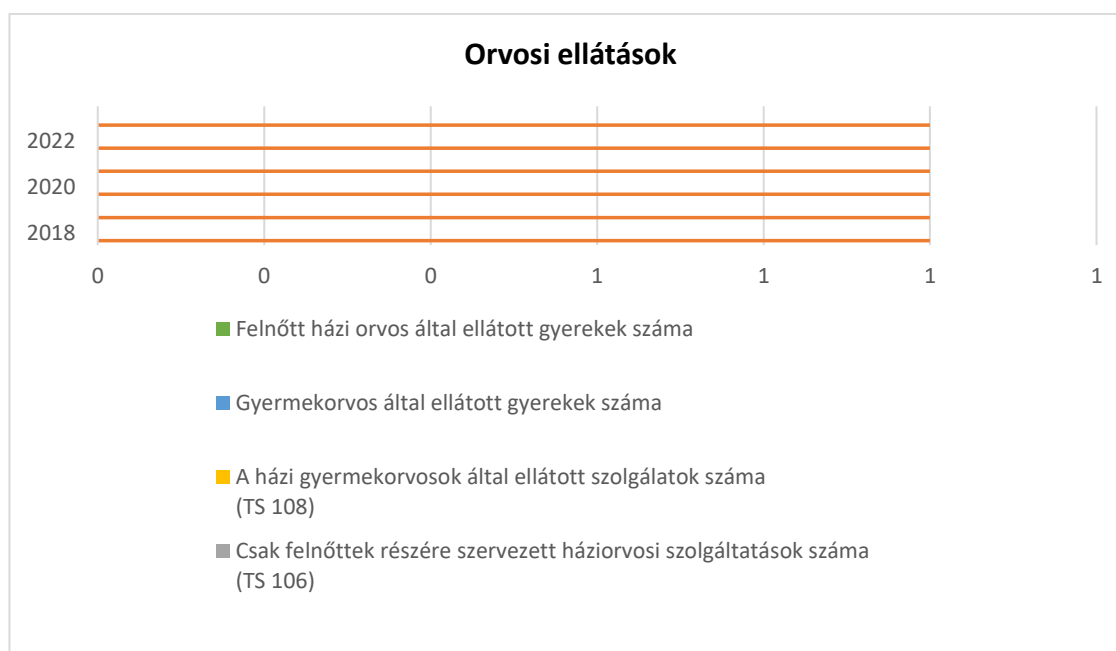 Orvosi ellátások
2022
2020
2018
0 0 0 1 1 1 1
Felnőtt házi orvos által ellátott gyerekek száma
Gyermekorvos által ellátott gyerekek száma
A házi gyermekorvosok által ellátott szolgálatok száma
(TS 108)
Csak felnőttek részére szervezett háziorvosi szolgáltatások száma
(TS 106)